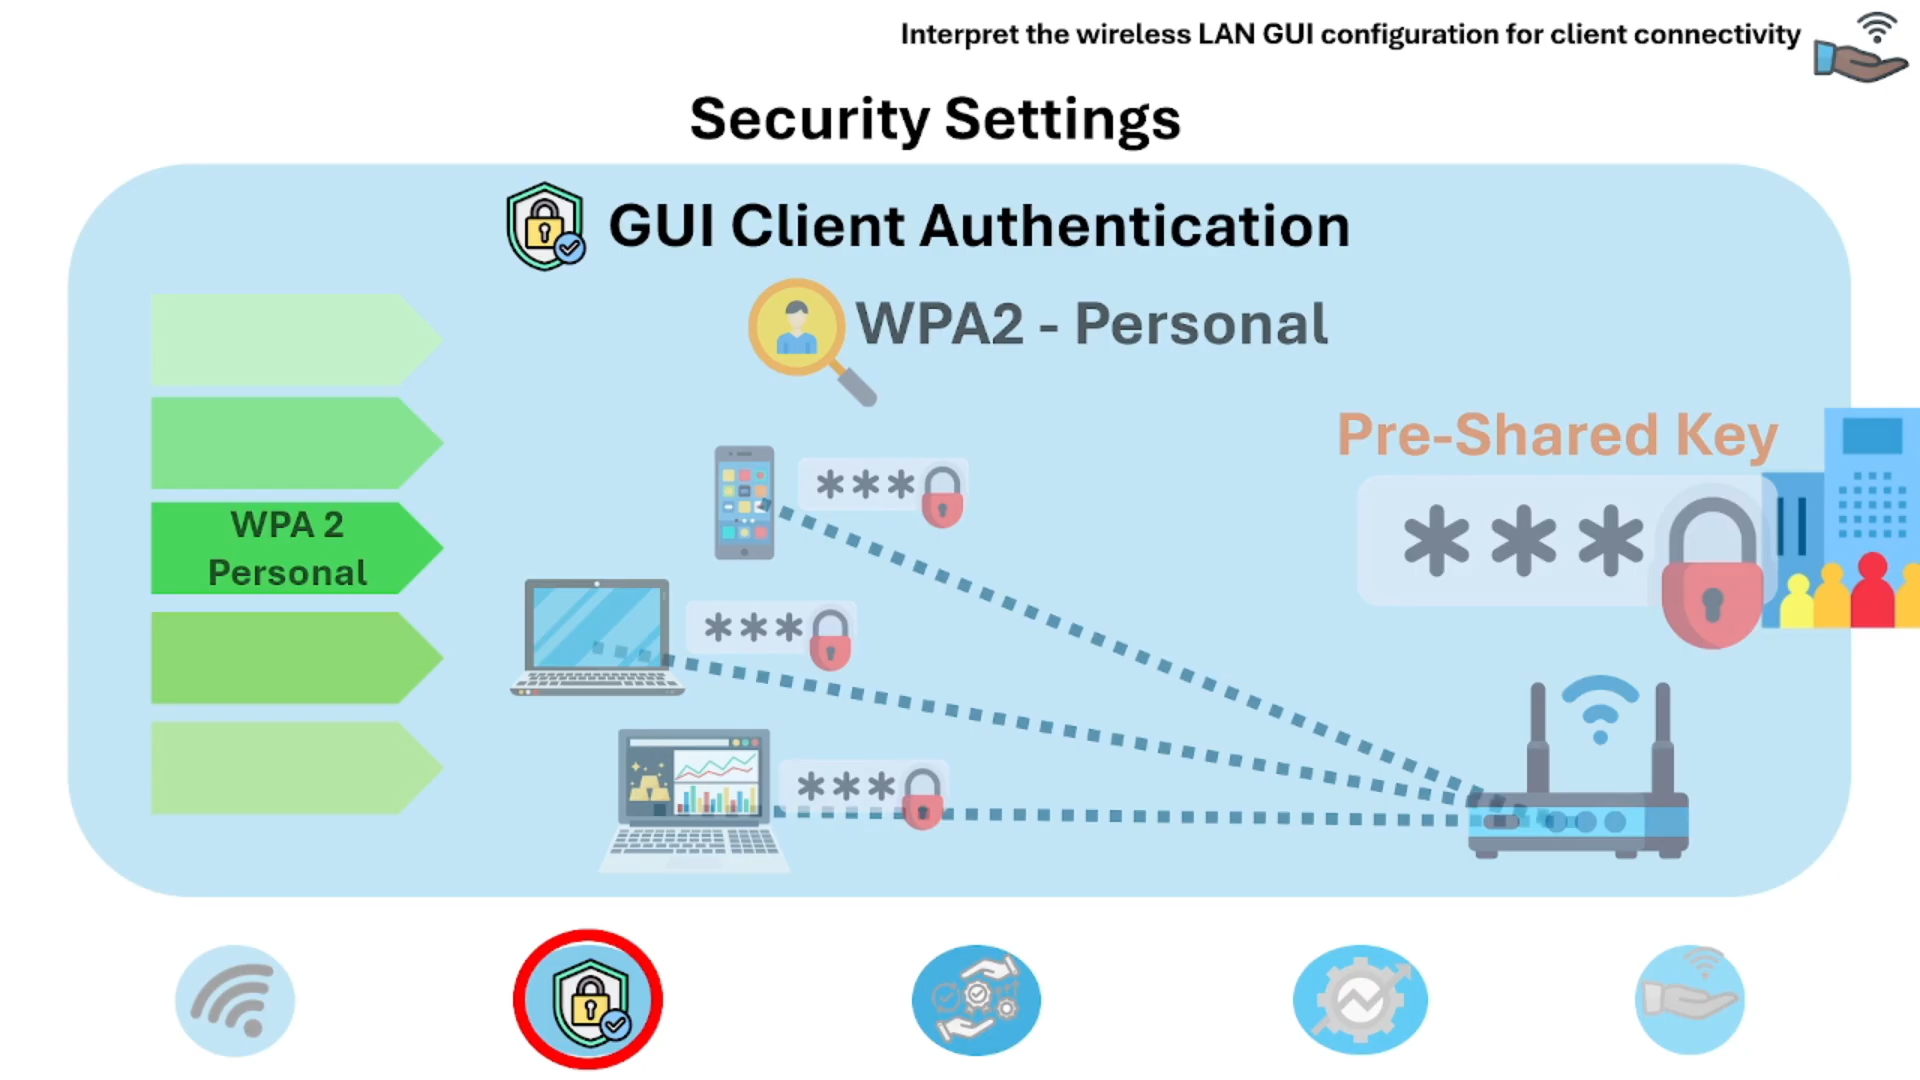 Interpret the wireless LAN GUI configuration for client connectivity
Security Settings
GUI Client Authentication
WPA2 - Personal
Pre-Shared Key
***
***
WPA 2
Personal
***
***